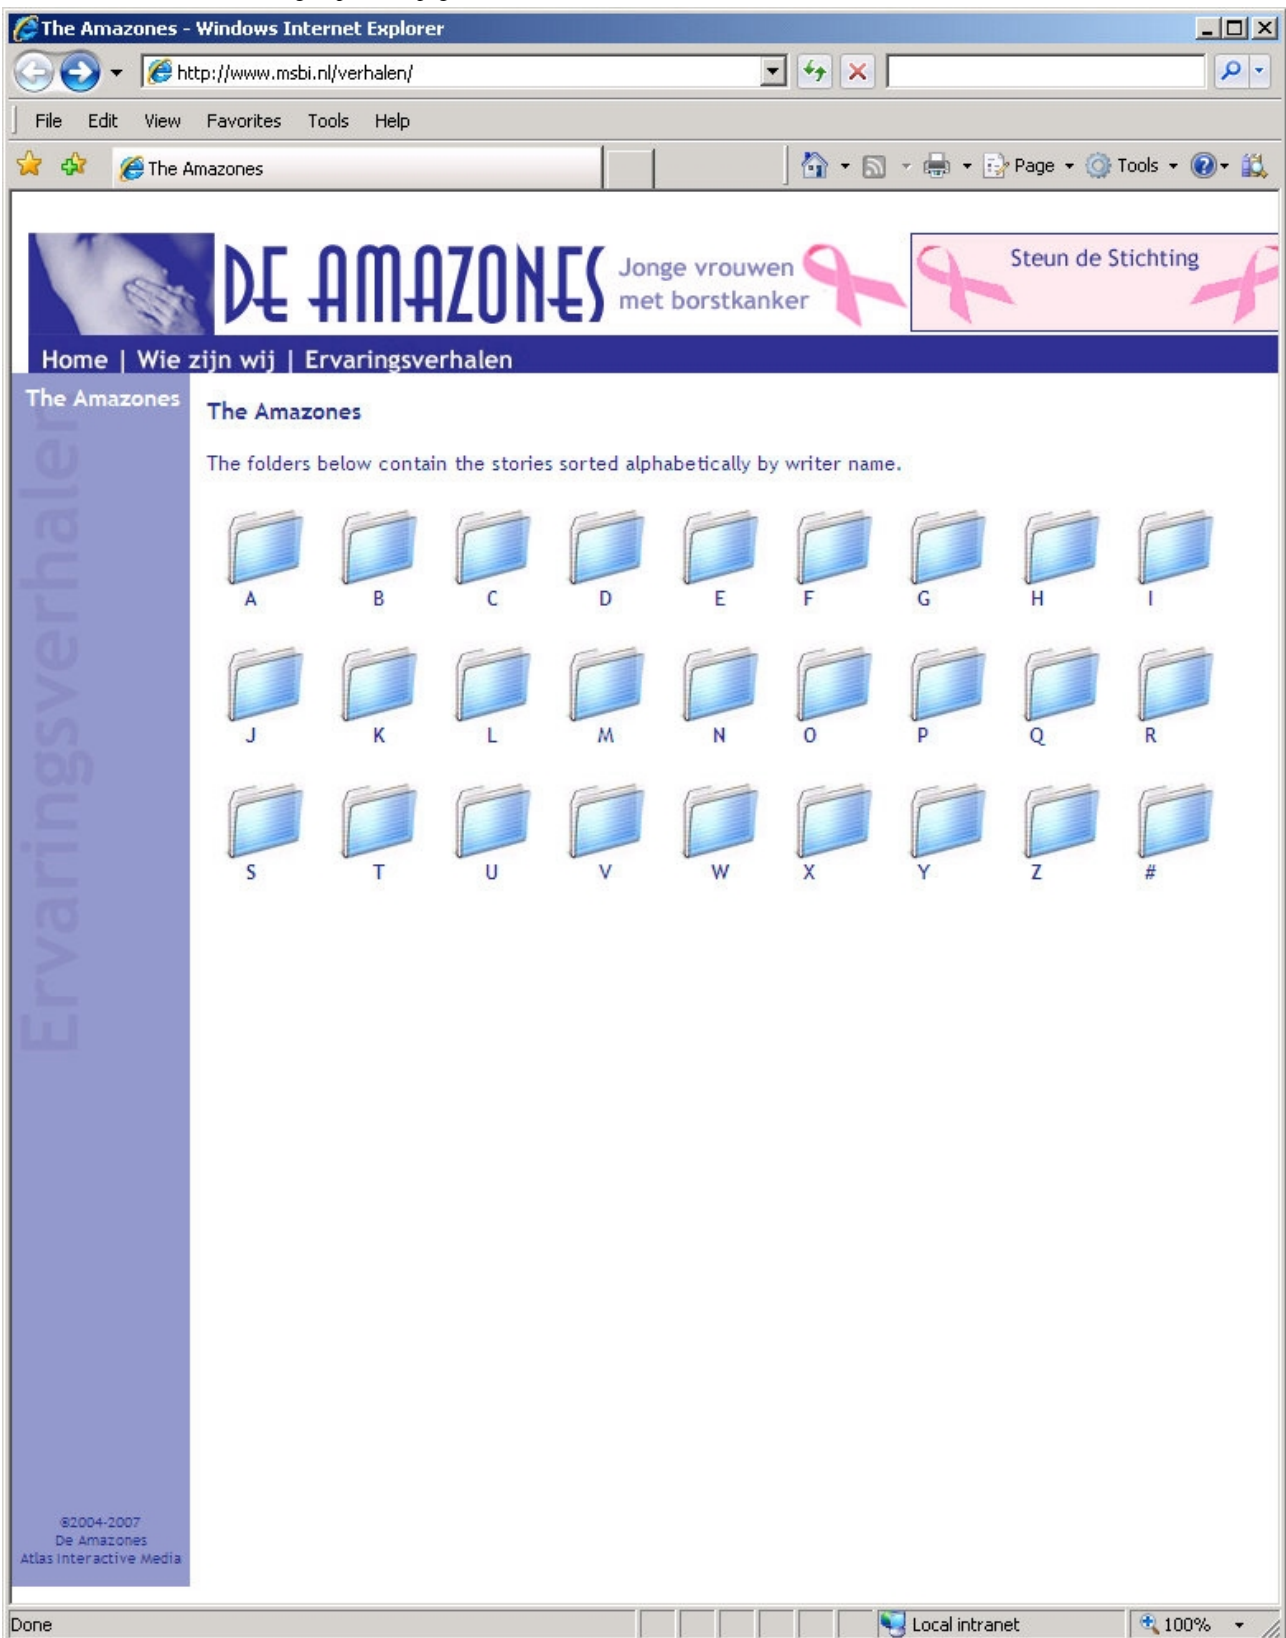 The Amazones - Windows Internet Explorer
http://www.msbi.nl/verhalen/
File Edit View Favorites Tools Help
The Amazones Page Tools
DE AMAZONES
Jonge vrouwen
met borstkanker
Steun de Stichting
Home | Wie zijn wij | Ervaringsverhalen
The Amazones
Ervaringsverhalen
The Amazones
The folders below contain the stories sorted alphabetically by writer name.
A B C D E F G H I
J K L M N O P Q R
S T U V W X Y Z #
©2004-2007
De Amazones
Atlas Interactive Media
Done Local intranet 100%